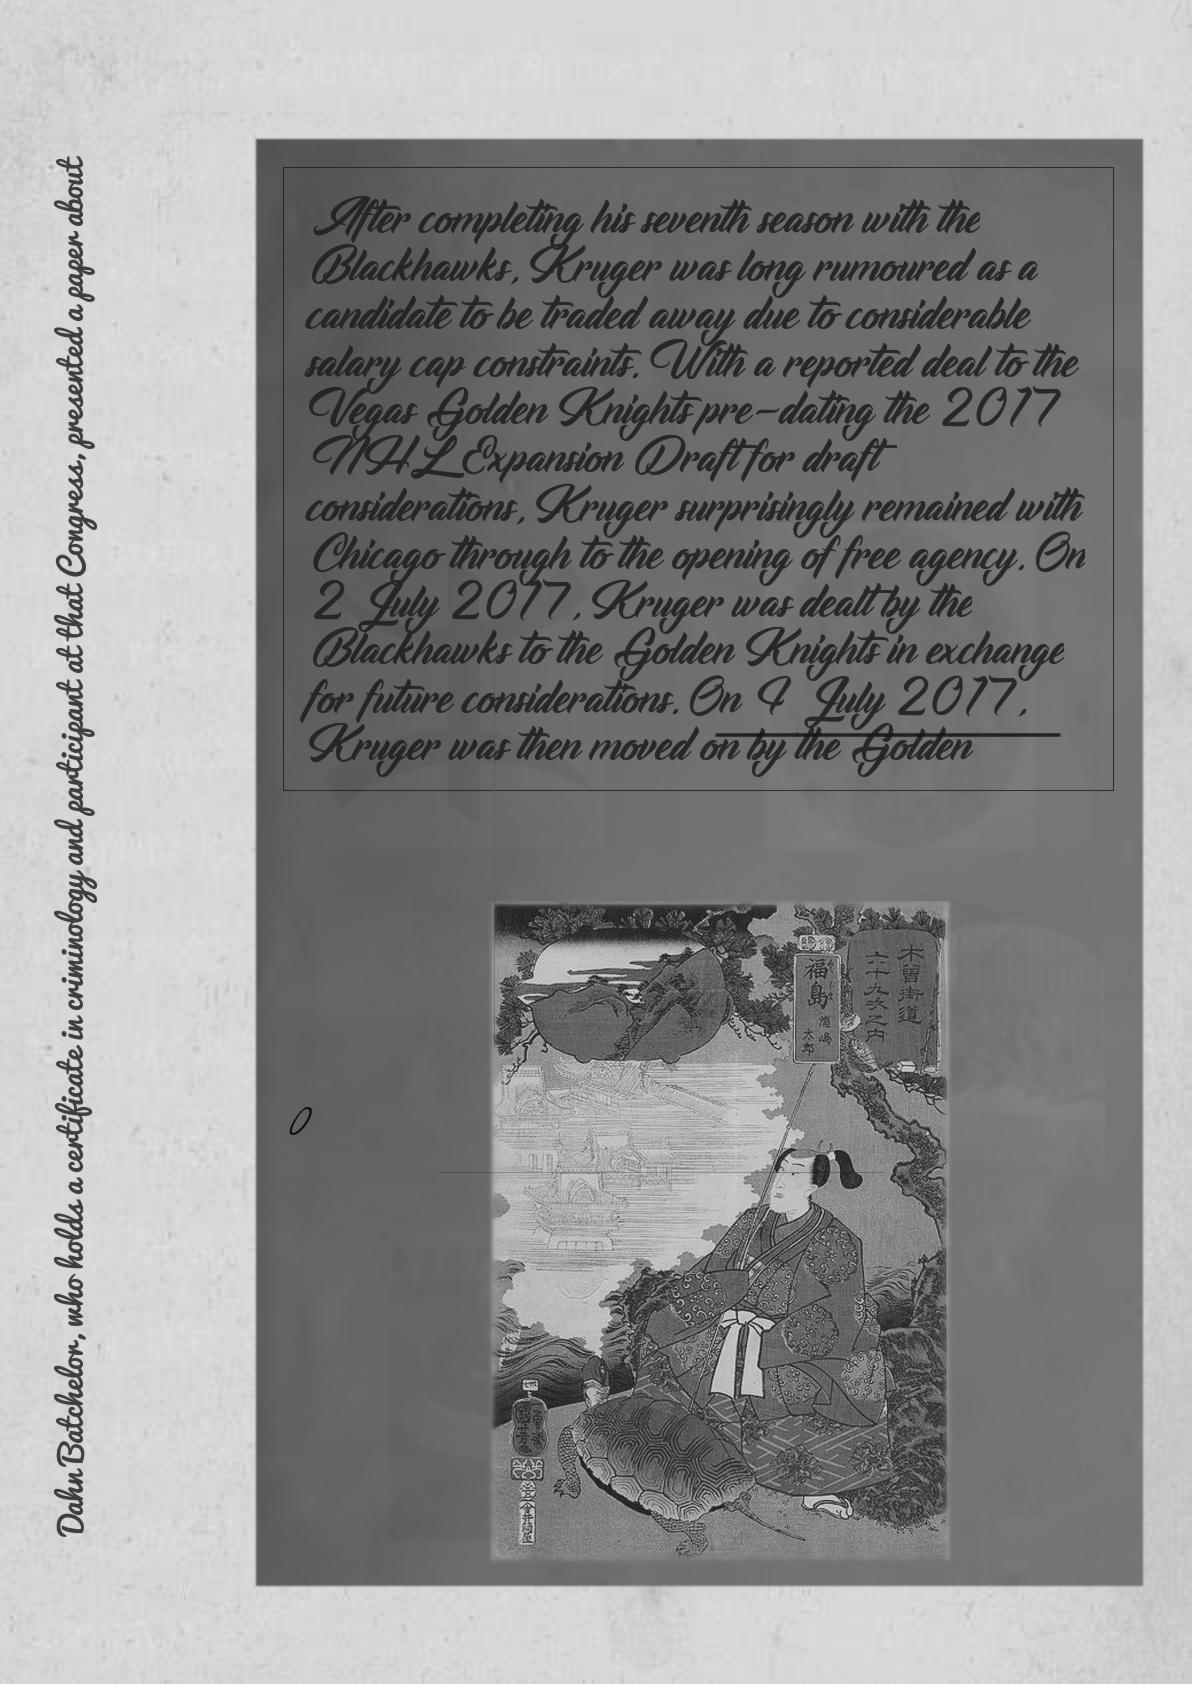 Dahn Batchelor, who holds a certificate in criminology and participant at that Congress, presented a paper about
After completing his seventh season with the
Blackhawks, Kruger was long rumoured as a
candidate to be traded away due to considerable
salary cap constraints. With a reported deal to the
Vegas Golden Knights pre-dating the 2017
NHL Expansion Draft for draft
considerations, Kruger surprisingly remained with
Chicago through to the opening of free agency. On
2 July 2017, Kruger was dealt by the
Blackhawks to the Golden Knights in exchange
for future considerations. On 4 July 2017,
Kruger was then moved on by the Golden
木曽街道
六十九次之内
福島
浦嶋
太郎
0